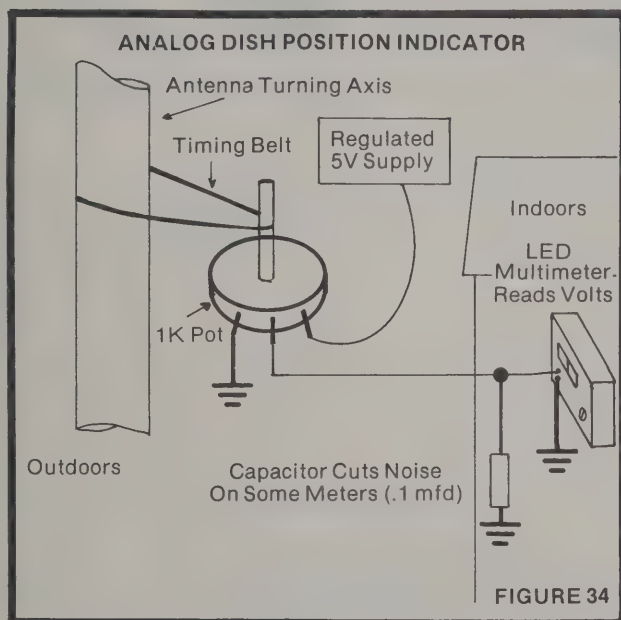 ANALOG DISH POSITION INDICATOR
Antenna Turning Axis
Timing Belt
Regulated
5V Supply
Indoors
LED
Multimeter
Reads Volts
1K Pot
Outdoors
Capacitor Cuts Noise
On Some Meters (.1 mfd)
FIGURE 34